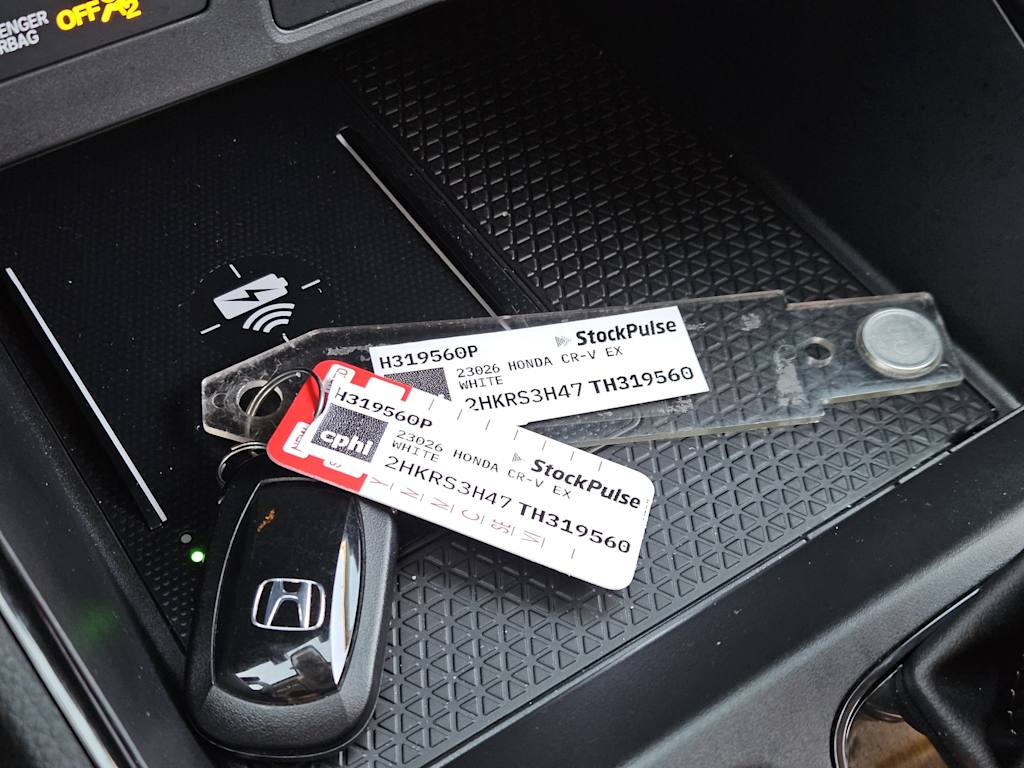 ENGER
RBAG
OFF
2
H319560P
StockPulse
23026 HONDA CR-V EX
WHITE
2HKRS3H47 TH319560
H319560P
cphi
StockPulse
23026 HONDA CR-V EX
WHITE
2HKRS3H47 TH319560